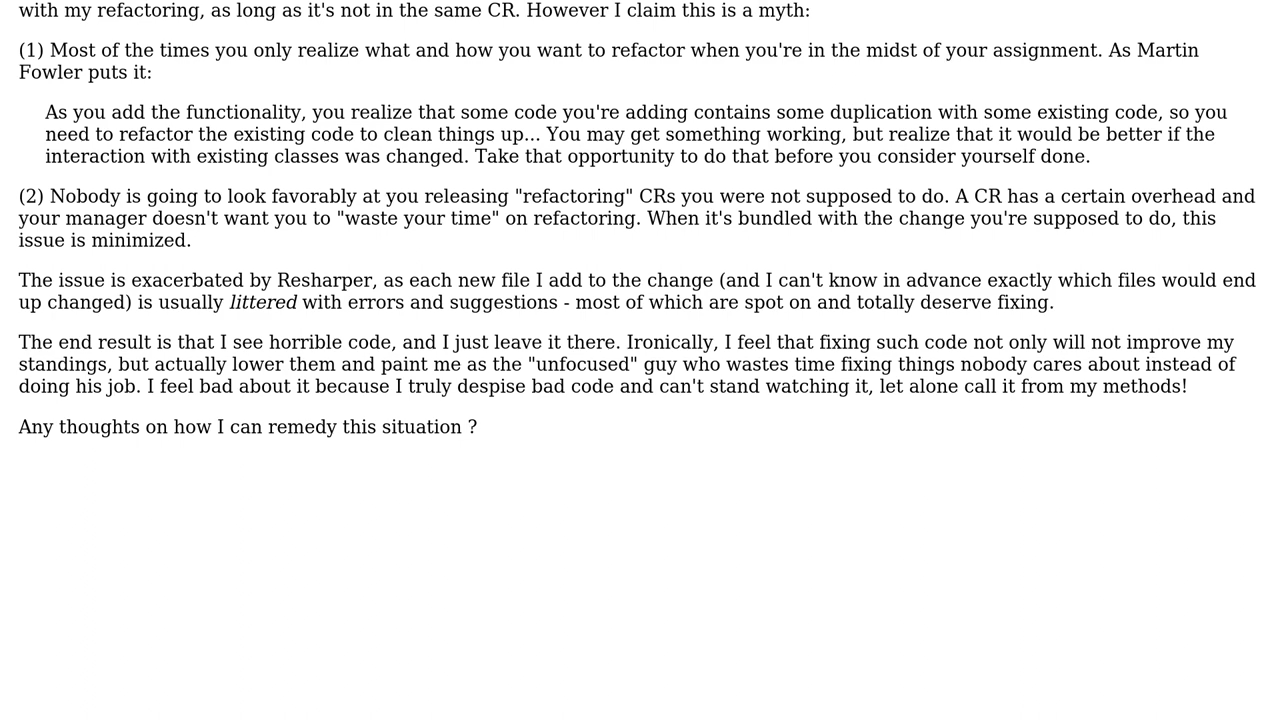 with my refactoring, as long as it's not in the same CR. However I claim this is a myth:
(1) Most of the times you only realize what and how you want to refactor when you're in the midst of your assignment. As Martin
Fowler puts it:
As you add the functionality, you realize that some code you're adding contains some duplication with some existing code, so you
need to refactor the existing code to clean things up... You may get something working, but realize that it would be better if the
interaction with existing classes was changed. Take that opportunity to do that before you consider yourself done.
(2) Nobody is going to look favorably at you releasing "refactoring" CRs you were not supposed to do. A CR has a certain overhead and
your manager doesn't want you to "waste your time" on refactoring. When it's bundled with the change you're supposed to do, this
issue is minimized.
The issue is exacerbated by Resharper, as each new file I add to the change (and I can't know in advance exactly which files would end
up changed) is usually littered with errors and suggestions - most of which are spot on and totally deserve fixing.
The end result is that I see horrible code, and I just leave it there. Ironically, I feel that fixing such code not only will not improve my
standings, but actually lower them and paint me as the "unfocused" guy who wastes time fixing things nobody cares about instead of
doing his job. I feel bad about it because I truly despise bad code and can't stand watching it, let alone call it from my methods!
Any thoughts on how I can remedy this situation ?